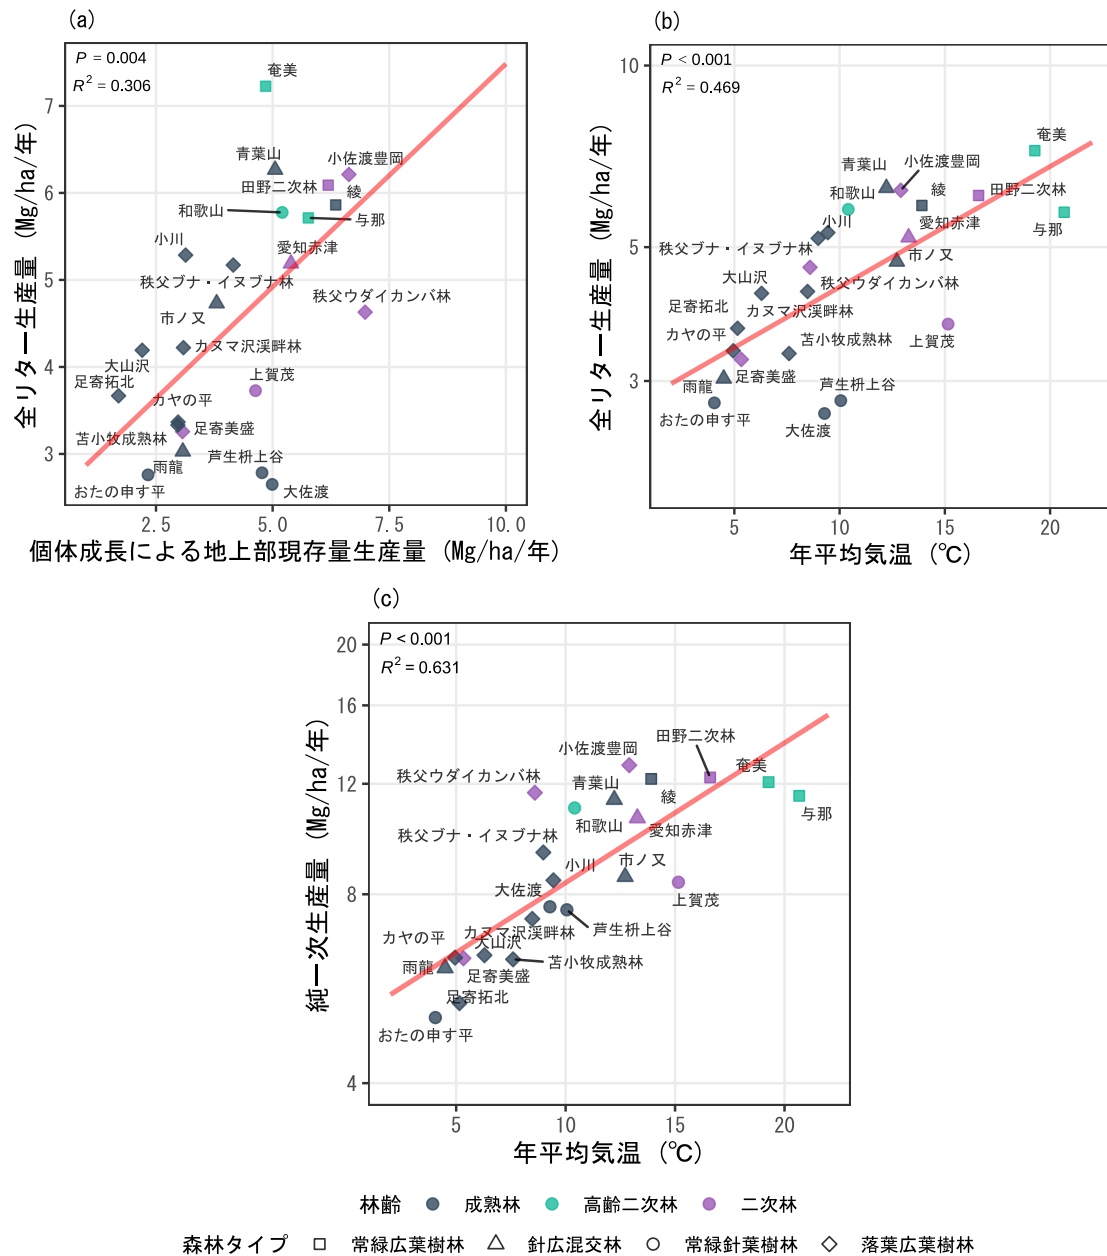 (a)
P = 0.004
R² = 0.306
奄美
青葉山
小佐渡豊岡
田野二次林
綾
和歌山
与那
小川
愛知赤津
秩父ブナ・イヌブナ林
秩父ウダイカンバ林
市ノ又
カヌマ沢渓畔林
大山沢
足寄拓北
上賀茂
カヤの平
苫小牧成熟林
足寄美盛
雨龍
芦生枡上谷
おたの申す平
大佐渡
7
6
5
4
3
2.5
5.0
7.5
10.0
全リター生産量 (Mg/ha/年)
個体成長による地上部現存量生産量 (Mg/ha/年)
(b)
P < 0.001
R² = 0.469
奄美
青葉山
小佐渡豊岡
和歌山
綾
田野二次林
小川
愛知赤津
与那
秩父ブナ・イヌブナ林
市ノ又
大山沢
秩父ウダイカンバ林
足寄拓北
カヌマ沢渓畔林
カヤの平
苫小牧成熟林
上賀茂
雨龍
足寄美盛
芦生枡上谷
おたの申す平
大佐渡
10
5
3
5
10
15
20
全リター生産量 (Mg/ha/年)
年平均気温 (℃)
(c)
P < 0.001
R² = 0.631
田野二次林
小佐渡豊岡
秩父ウダイカンバ林
青葉山
奄美
綾
和歌山
愛知赤津
与那
秩父ブナ・イヌブナ林
小川
市ノ又
大佐渡
上賀茂
カヤの平
カヌマ沢渓畔林
芦生枡上谷
大山沢
雨龍
足寄美盛
苫小牧成熟林
足寄拓北
おたの申す平
20
16
12
8
4
5
10
15
20
純一次生産量 (Mg/ha/年)
年平均気温 (℃)
林齢 成熟林 高齢二次林 二次林
森林タイプ 常緑広葉樹林 針広混交林 常緑針葉樹林 落葉広葉樹林